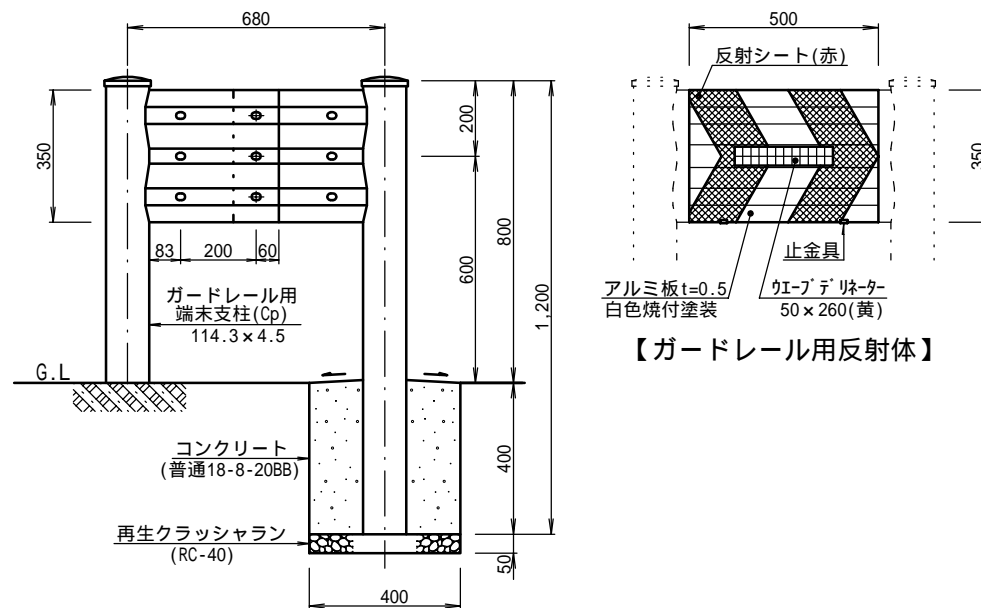 680
350
83
200
60
ガードレール用
端末支柱(Cp)
114.3×4.5
G.L
コンクリート
(普通18-8-20BB)
再生クラッシャラン
(RC-40)
400
200
600
800
1,200
400
50
500
反射シート(赤)
350
止金具
アルミ板t=0.5
白色焼付塗装
ウエーブデリネーター
50×260(黄)
【ガードレール用反射体】